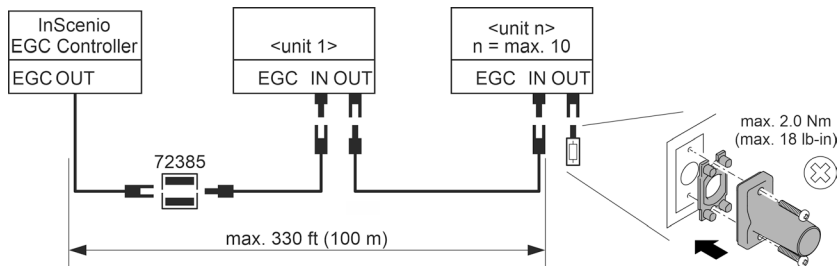 InScenio
EGC Controller
EGC OUT
<unit 1>
EGC IN OUT
<unit n>
n = max. 10
EGC IN OUT
72385
max. 330 ft (100 m)
max. 2.0 Nm
(max. 18 lb-in)